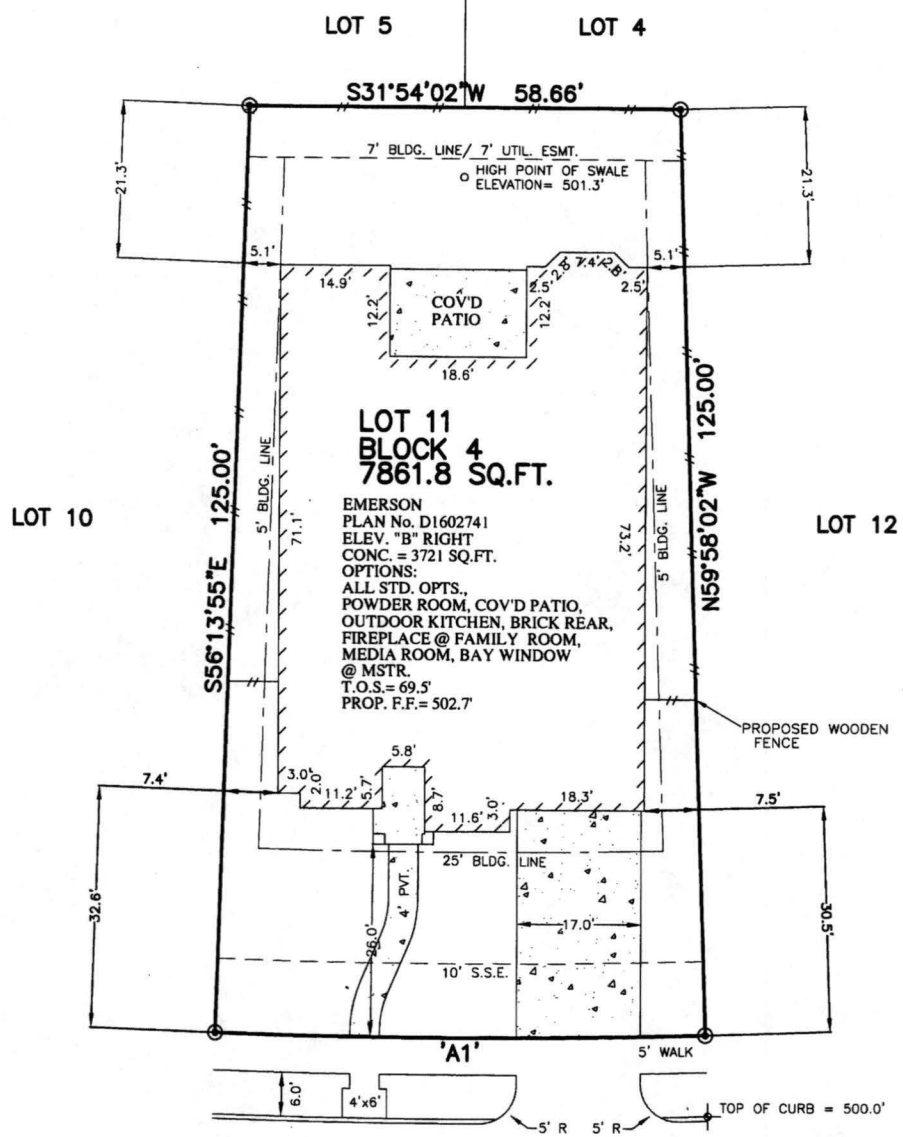 LOT 5
LOT 4
S31°54'02"W 58.66'
7' BLDG. LINE/ 7' UTIL. ESMT.
HIGH POINT OF SWALE
ELEVATION= 501.3'
21.3'
21.3'
5.1'
5.1'
14.9'
12.2'
COV'D
PATIO
12.2'
2.5'
2.8'
7.4'
2.8'
2.5'
18.6'
LOT 11
BLOCK 4
7861.8 SQ.FT.
EMERSON
PLAN No. D1602741
ELEV. "B" RIGHT
CONC. = 3721 SQ.FT.
OPTIONS:
ALL STD. OPTS.,
POWDER ROOM, COV'D PATIO,
OUTDOOR KITCHEN, BRICK REAR,
FIREPLACE @ FAMILY ROOM,
MEDIA ROOM, BAY WINDOW
@ MSTR.
T.O.S.= 69.5'
PROP. F.F.= 502.7'
LOT 10
S56°13'55"E 125.00'
5' BLDG. LINE
71.1'
73.2'
5' BLDG. LINE
N59°58'02"W 125.00'
LOT 12
PROPOSED WOODEN
FENCE
7.4'
3.0'
2.0'
11.2'
5.7'
5.8'
8.7'
11.6'
3.0'
18.3'
7.5'
25' BLDG. LINE
32.6'
4' PVT.
26.0'
17.0'
30.5'
10' S.S.E.
'A1'
5' WALK
6.0'
4'x6'
5' R
5' R
TOP OF CURB = 500.0'